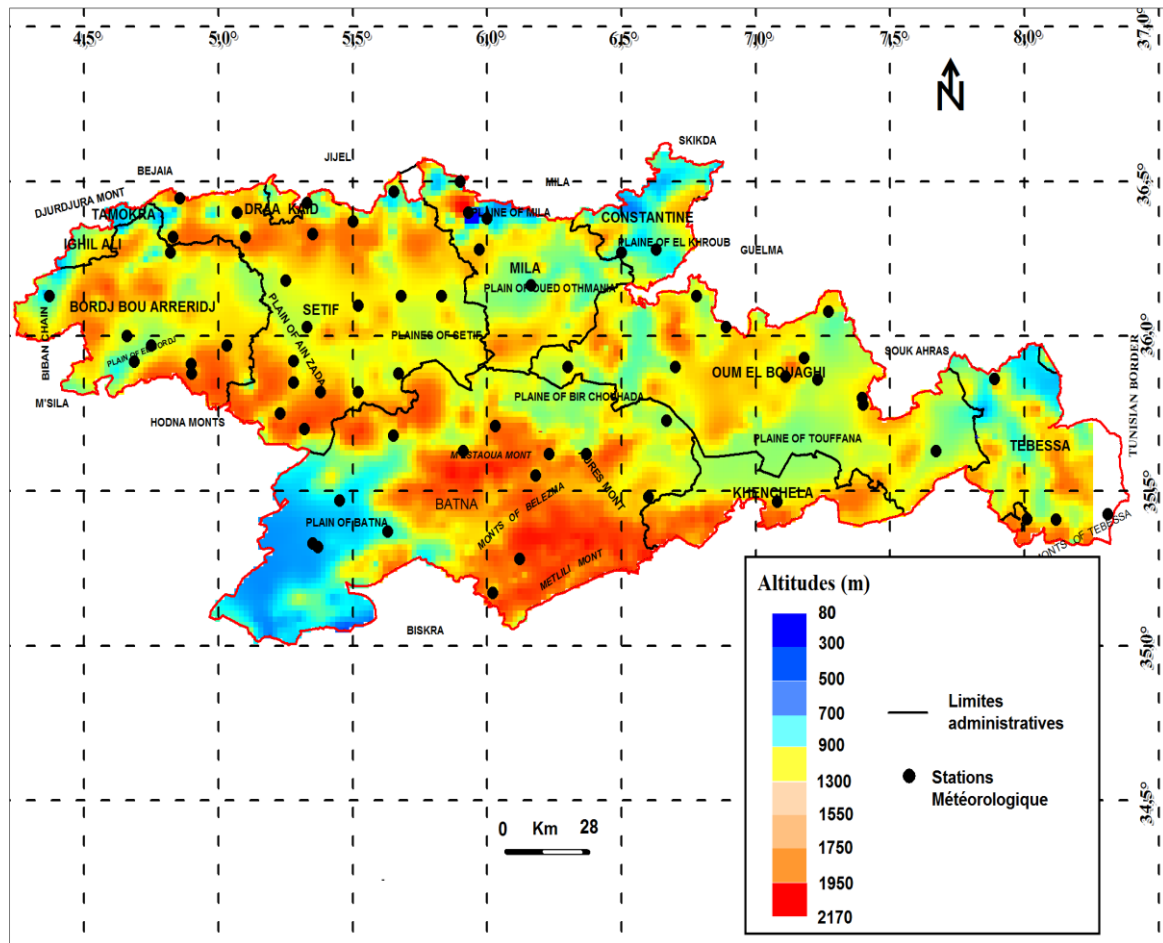 4,5° 5,0° 5,5° 6,0° 6,5° 7,0° 7,5° 8,0°
37,0°
N
SKIKDA
JIJEL
BEJAIA
MILA
36,5°
DJURDJURA MONT
TAMOKRA
DRAA KAID
PLAINE OF MILA
CONSTANTINE
IGHIL ALI
PLAINE OF EL KHROUB
GUELMA
MILA
PLAIN OF OUED OTHMANIA
BORDJ BOU ARRERIDJ
SETIF
PLAIN OF AIN ZADA
PLAINES OF SETIF
36,0°
BIBAN CHAIN
PLAIN OF EL BORDJ
SOUK AHRAS
OUM EL BOUAGHI
M'SILA
PLAINE OF BIR CHOUHADA
HODNA MONTS
PLAINE OF TOUFFANA
TEBESSA
TUNISIAN BORDER
MESTAOUA MONT
AURES MONT
BATNA
KHENCHELA
35,5°
PLAIN OF BATNA
MONTS OF BELEZMA
METLILI MONT
MONTS OF TEBESSA
BISKRA
35,0°
Altitudes (m)
80
300
500
700
900
1300
1550
1750
1950
2170
Limites
administratives
Stations
Météorologique
34,5°
0 Km 28